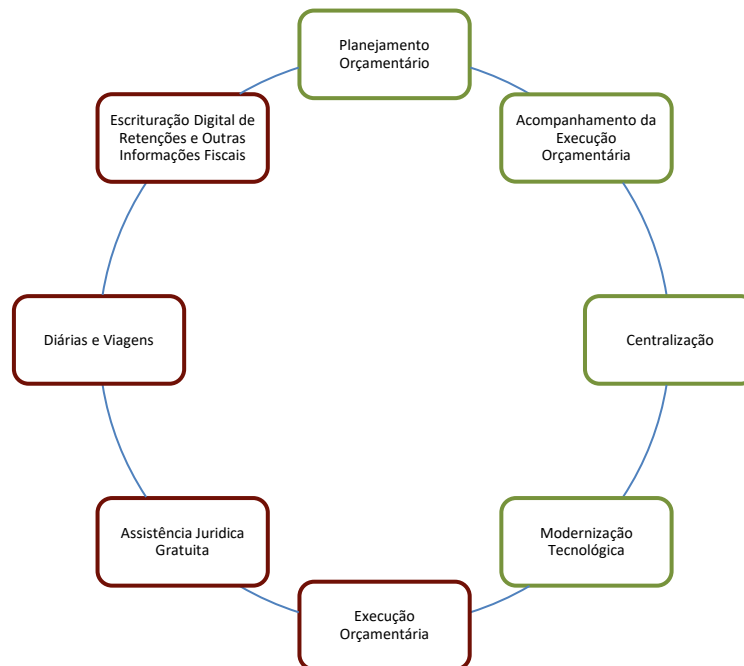 Planejamento
Orçamentário
Acompanhamento da
Execução
Orçamentária
Centralização
Modernização
Tecnológica
Execução
Orçamentária
Assistência Juridica
Gratuita
Diárias e Viagens
Escrituração Digital de
Retenções e Outras
Informações Fiscais